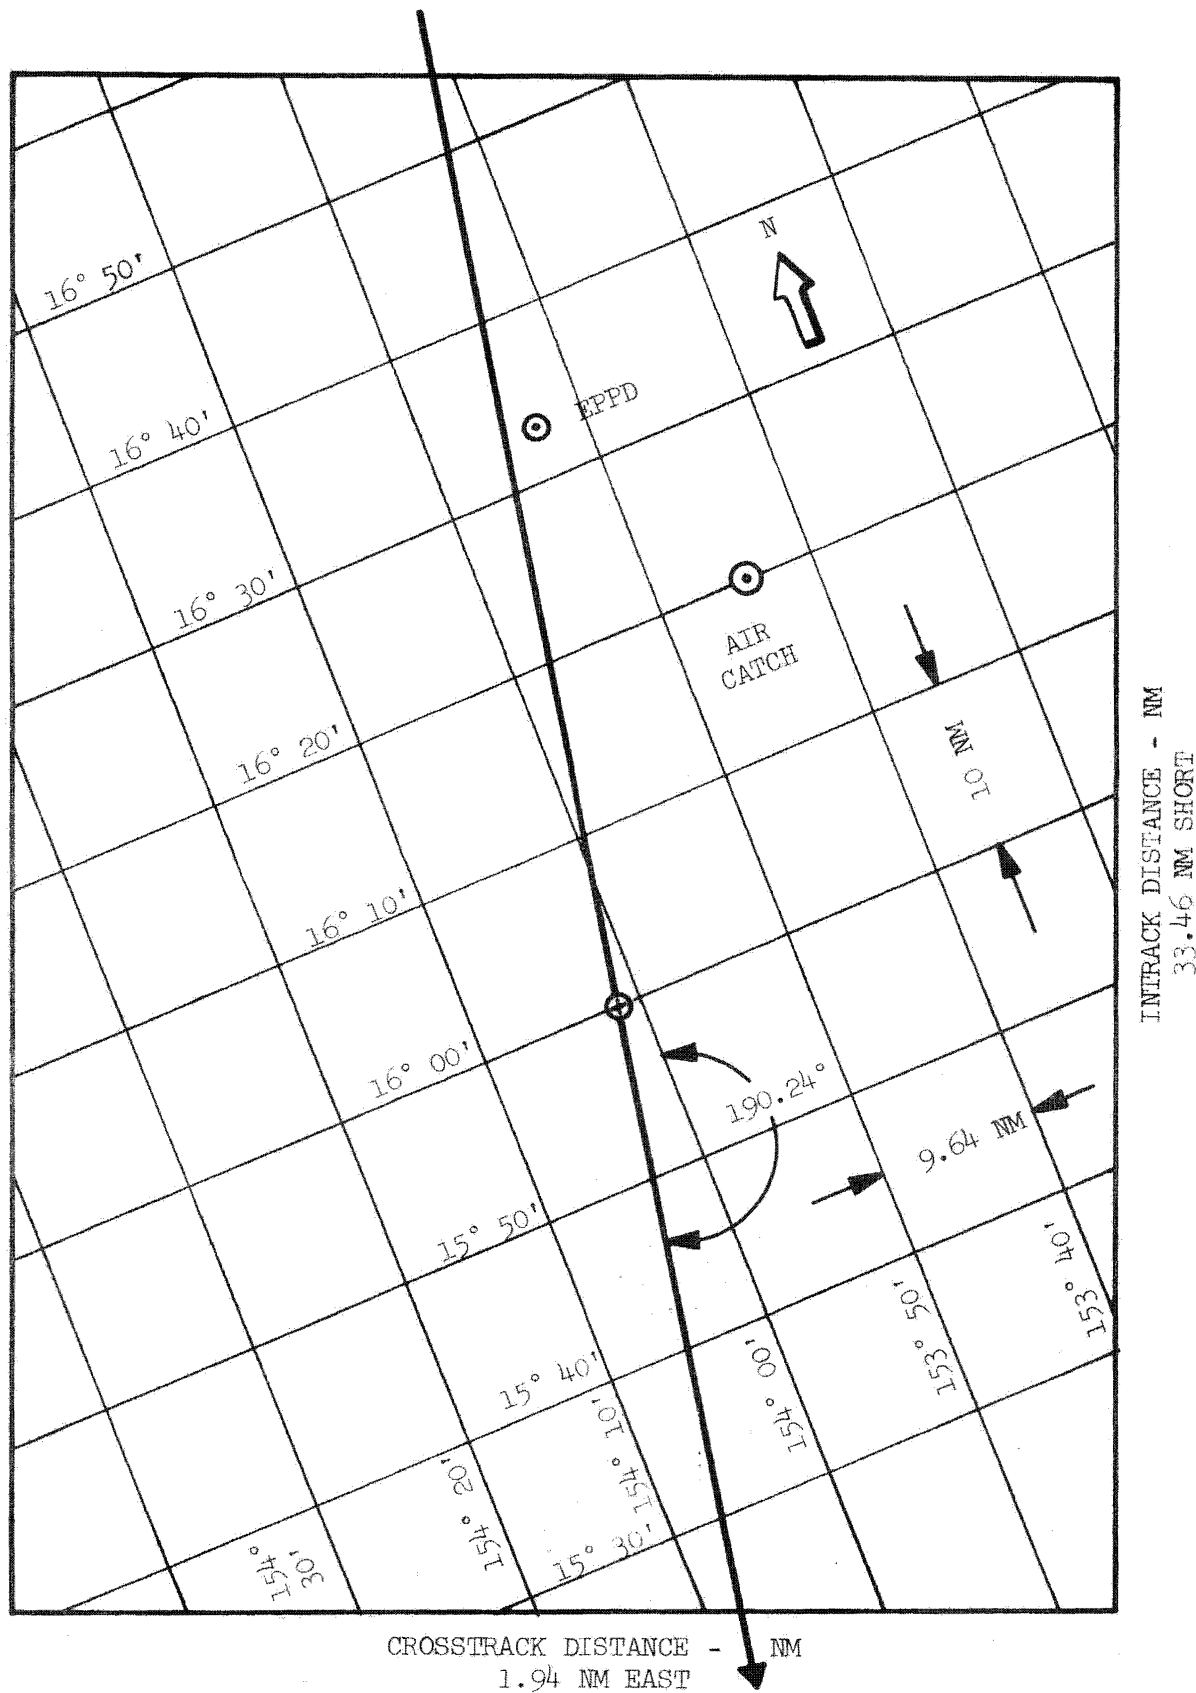 N
16° 50'
EPPD
16° 40'
16° 30'
AIR
CATCH
16° 20'
10 NM
16° 10'
16° 00'
190.24°
9.64 NM
15° 50'
15° 40'
15° 30'
154°
30'
154° 20'
154° 10'
154° 00'
153° 50'
153° 40'
INTRACK DISTANCE - NM
33.46 NM SHORT
CROSSTRACK DISTANCE - NM
1.94 NM EAST